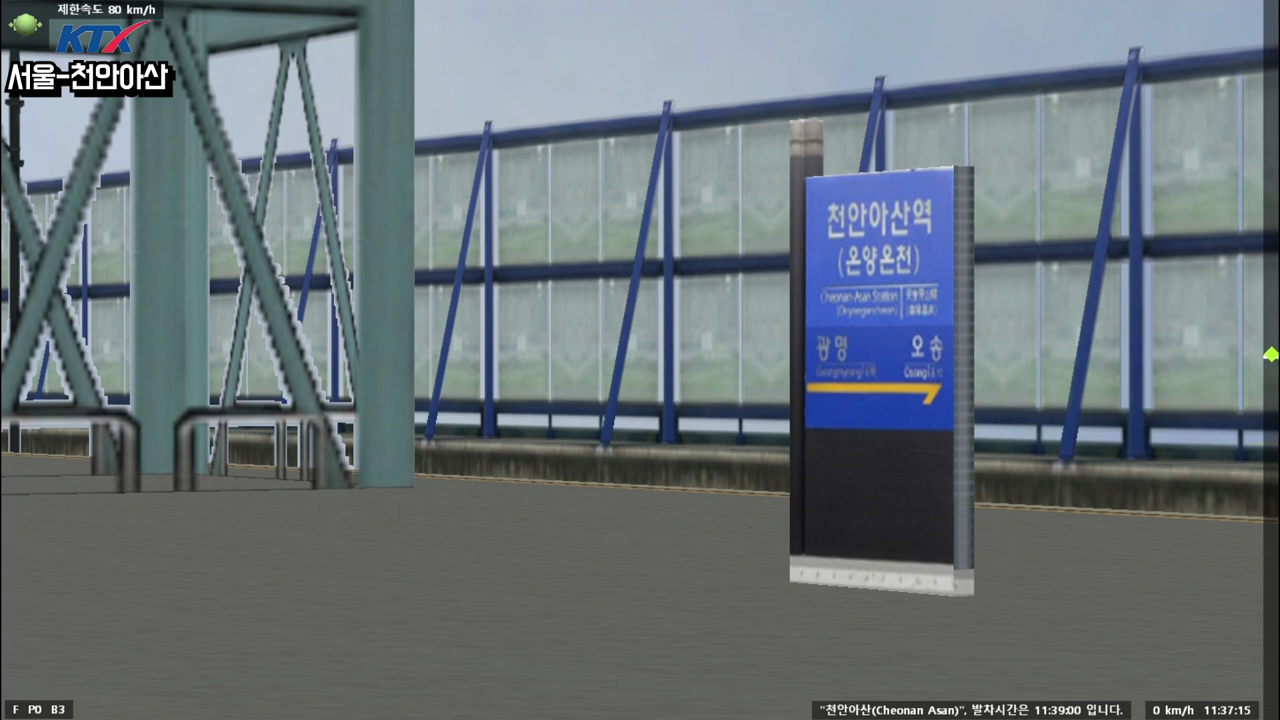 제한속도 80 km/h
KTX
서울-천안아산
천안아산역
(온양온천)
Cheonan-Asan Station
(Onyangoncheon)
광명 오송
Gwangmyeong Osong
F P0 B3
"천안아산(Cheonan Asan)", 발차시간은 11:39:00 입니다.
0 km/h 11:37:15